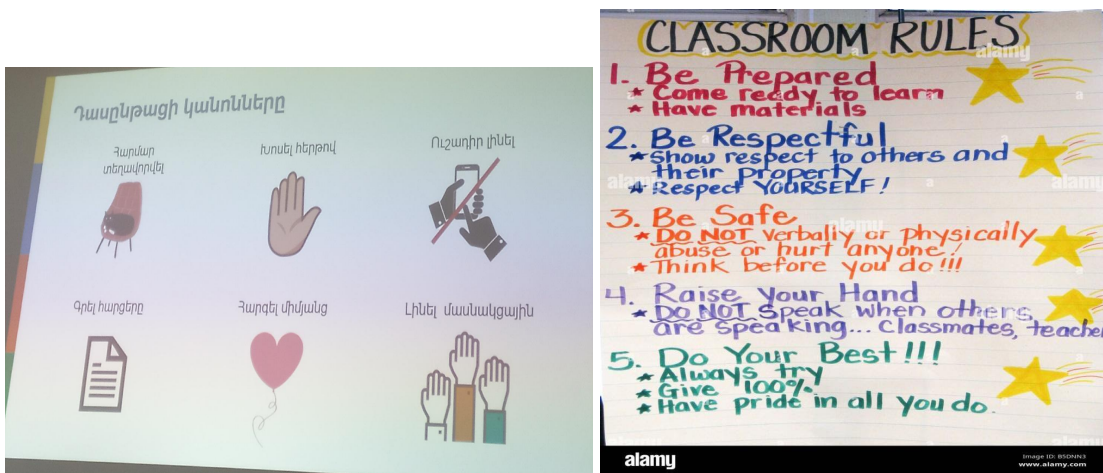 Դասընթացի կանոնները
Հարմար
տեղավորվել
Խոսել հերթով
Ուշադիր լինել
Գրել հարցերը
Հարգել միմյանց
Լինել մասնակցային
CLASSROOM RULES
1. Be Prepared
★ Come ready to learn
★ Have materials
2. Be Respectful
★ Show respect to others and
their property
★ Respect YOURSELF!
3. Be Safe
★ DO NOT verbally or physically
abuse or hurt anyone!
★ Think before you do!!!
4. Raise Your Hand
★ DO NOT Speak when others
are speaking... classmates, teache
5. Do Your Best!!!
★ Always try
★ Give 100%
★ Have pride in all you do.
alamy
Image ID: B5DNN3
www.alamy.com